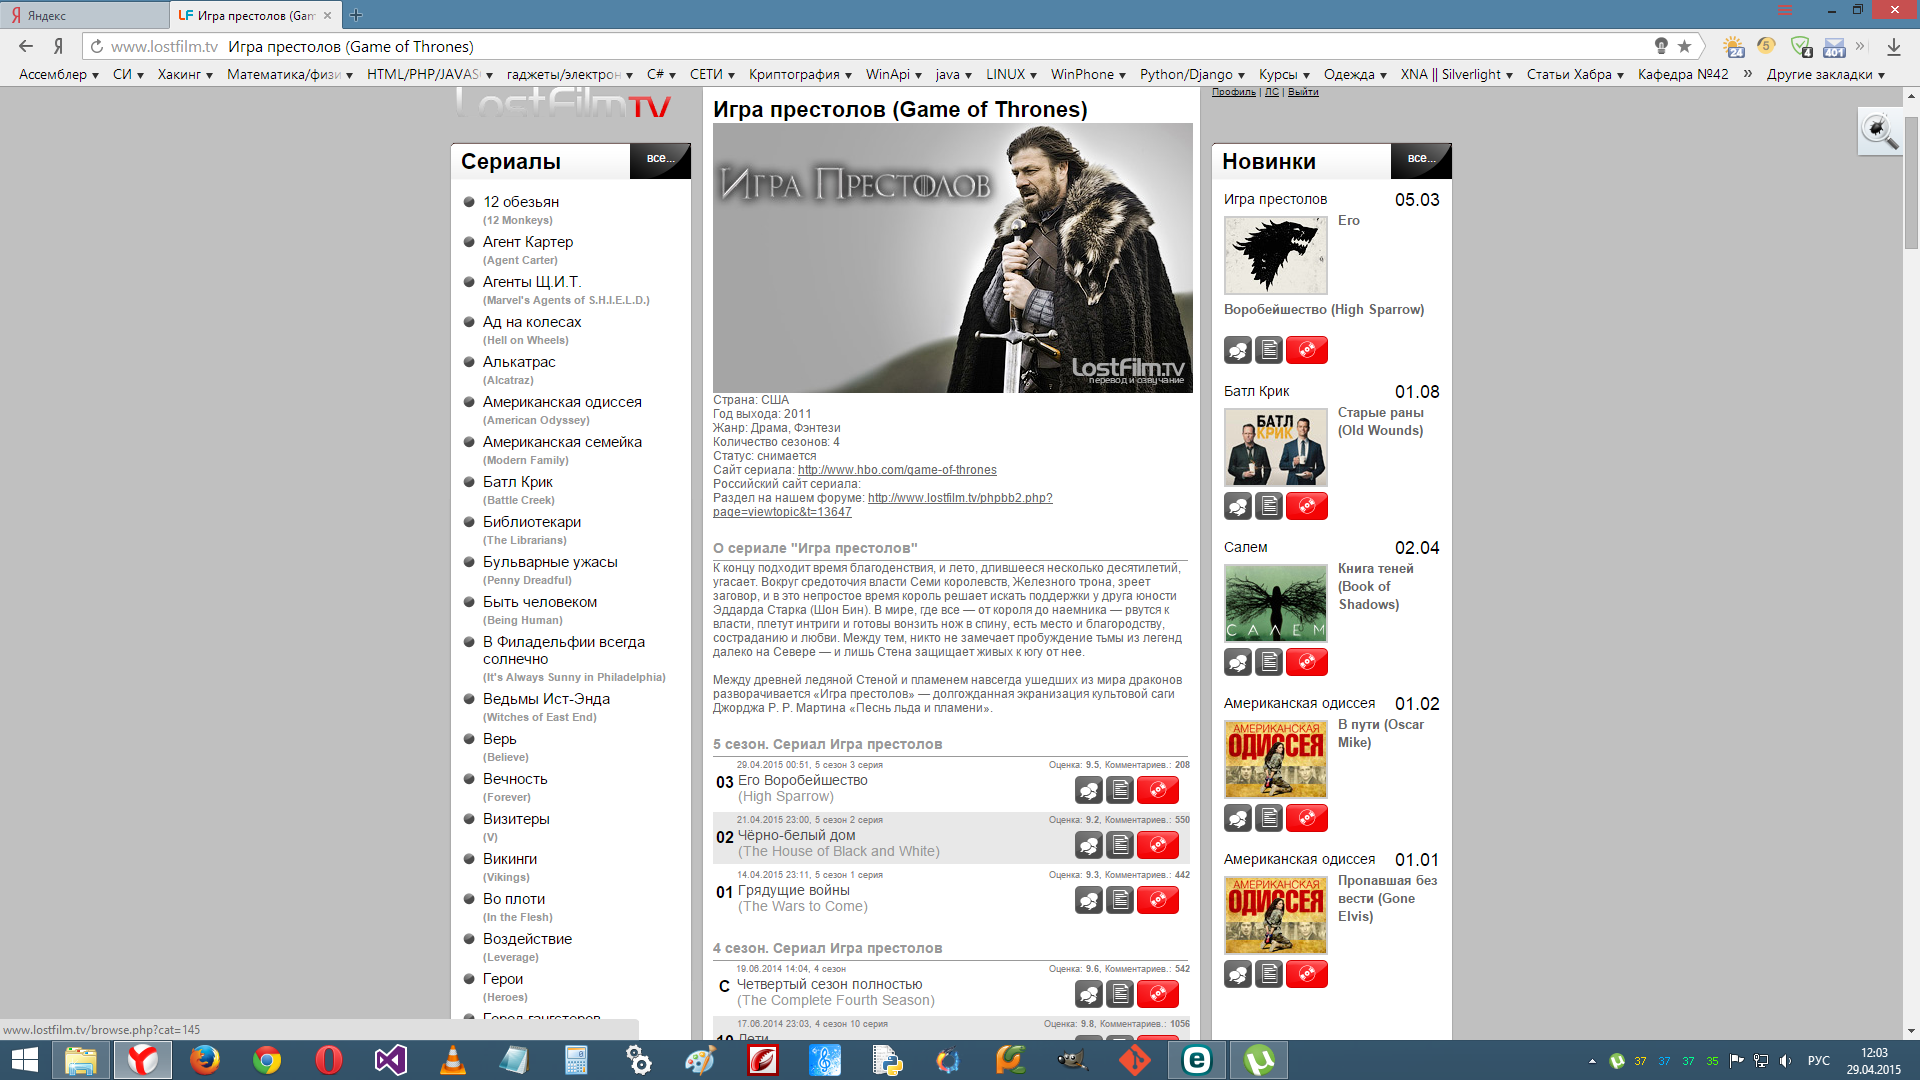 Яндекс
LF Игра престолов (Gam
www.lostfilm.tv Игра престолов (Game of Thrones)
24 5 4 401
Ассемблер СИ Хакинг Математика/физи HTML/PHP/JAVAS гаджеты/электрон C# СЕТИ Криптография WinApi java LINUX WinPhone Python/Django Курсы Одежда XNA || Silverlight Статьи Хабра Кафедра №42 » Другие закладки
LostFilm TV
Сериалы
все...
12 обезьян
(12 Monkeys)
Агент Картер
(Agent Carter)
Агенты Щ.И.Т.
(Marvel's Agents of S.H.I.E.L.D.)
Ад на колесах
(Hell on Wheels)
Алькатрас
(Alcatraz)
Американская одиссея
(American Odyssey)
Американская семейка
(Modern Family)
Батл Крик
(Battle Creek)
Библиотекари
(The Librarians)
Бульварные ужасы
(Penny Dreadful)
Быть человеком
(Being Human)
В Филадельфии всегда
солнечно
(It's Always Sunny in Philadelphia)
Ведьмы Ист-Энда
(Witches of East End)
Верь
(Believe)
Вечность
(Forever)
Визитеры
(V)
Викинги
(Vikings)
Во плоти
(In the Flesh)
Воздействие
(Leverage)
Герои
(Heroes)
Город гангстеров
www.lostfilm.tv/browse.php?cat=145
Игра престолов (Game of Thrones)
Игра Престолов
LostFilm.TV
перевод и озвучание
Страна: США
Год выхода: 2011
Жанр: Драма, Фэнтези
Количество сезонов: 4
Статус: снимается
Сайт сериала: http://www.hbo.com/game-of-thrones
Российский сайт сериала:
Раздел на нашем форуме: http://www.lostfilm.tv/phpbb2.php?
page=viewtopic&t=13647
О сериале "Игра престолов"
К концу подходит время благоденствия, и лето, длившееся несколько десятилетий,
угасает. Вокруг средоточия власти Семи королевств, Железного трона, зреет
заговор, и в это непростое время король решает искать поддержки у друга юности
Эддарда Старка (Шон Бин). В мире, где все — от короля до наемника — рвутся к
власти, плетут интриги и готовы вонзить нож в спину, есть место и благородству,
состраданию и любви. Между тем, никто не замечает пробуждение тьмы из легенд
далеко на Севере — и лишь Стена защищает живых к югу от нее.
Между древней ледяной Стеной и пламенем навсегда ушедших из мира драконов
разворачивается «Игра престолов» — долгожданная экранизация культовой саги
Джорджа Р. Р. Мартина «Песнь льда и пламени».
5 сезон. Сериал Игра престолов
29.04.2015 00:51, 5 сезон 3 серия Оценка: 9.5, Комментариев.: 208
03 Его Воробейшество
(High Sparrow)
21.04.2015 23:00, 5 сезон 2 серия Оценка: 9.2, Комментариев.: 550
02 Чёрно-белый дом
(The House of Black and White)
14.04.2015 23:11, 5 сезон 1 серия Оценка: 9.3, Комментариев.: 442
01 Грядущие войны
(The Wars to Come)
4 сезон. Сериал Игра престолов
19.06.2014 14:04, 4 сезон Оценка: 9.6, Комментариев.: 542
С Четвертый сезон полностью
(The Complete Fourth Season)
17.06.2014 23:03, 4 сезон 10 серия Оценка: 9.8, Комментариев.: 1056
10 Дети
Профиль | ЛС | Выйти
Новинки
все...
Игра престолов 05.03
Его
Воробейшество (High Sparrow)
Батл Крик 01.08
БАТЛ
КРИК
Старые раны
(Old Wounds)
Салем 02.04
САЛЕМ
Книга теней
(Book of
Shadows)
Американская одиссея 01.02
АМЕРИКАНСКАЯ
ОДИССЕЯ
В пути (Oscar
Mike)
Американская одиссея 01.01
АМЕРИКАНСКАЯ
ОДИССЕЯ
Пропавшая без
вести (Gone
Elvis)
37 37 37 35 РУС
12:03
29.04.2015